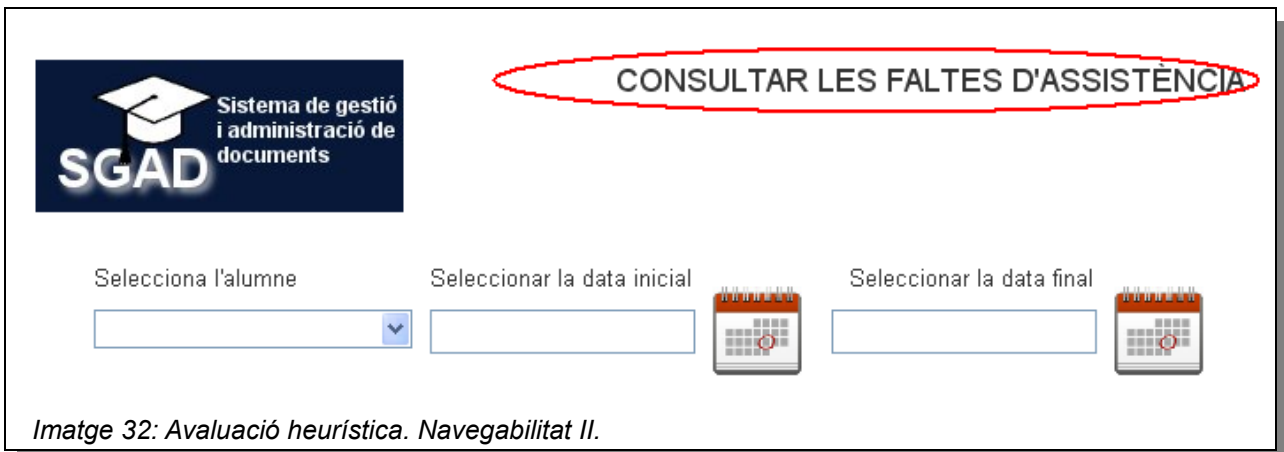 CONSULTAR LES FALTES D'ASSISTÈNCIA
Sistema de gestió
i administració de
documents
SGAD
Selecciona l'alumne
Seleccionar la data inicial
Seleccionar la data final
Imatge 32: Avaluació heurística. Navegabilitat II.